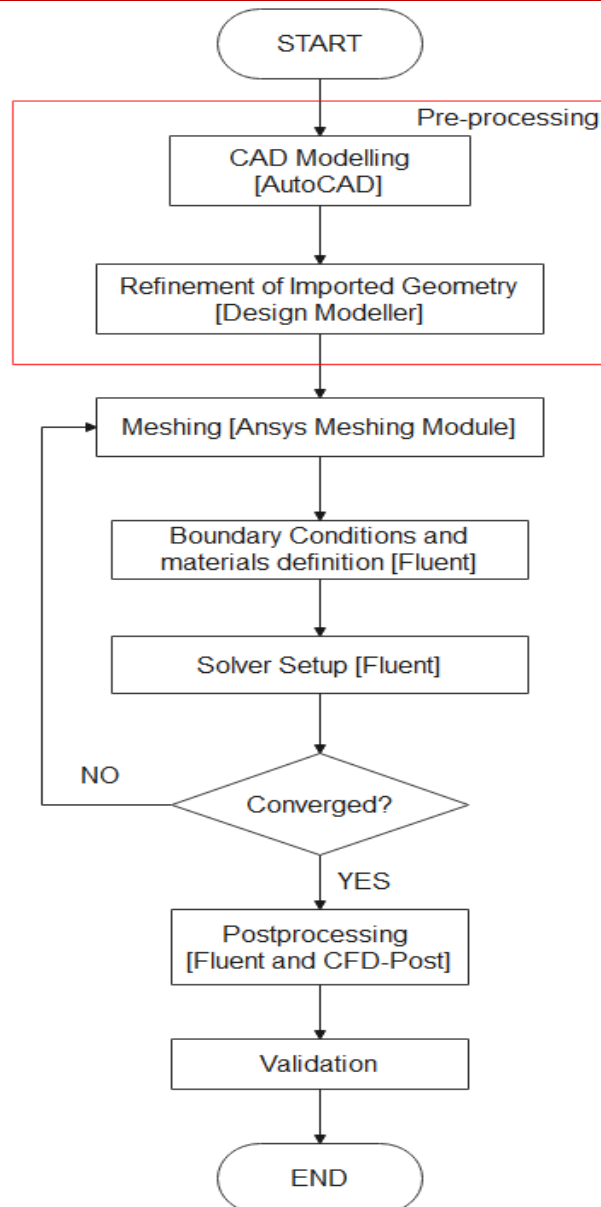 START
Pre-processing
CAD Modelling
[AutoCAD]
Refinement of Imported Geometry
[Design Modeller]
Meshing [Ansys Meshing Module]
Boundary Conditions and
materials definition [Fluent]
Solver Setup [Fluent]
NO
Converged?
YES
Postprocessing
[Fluent and CFD-Post]
Validation
END